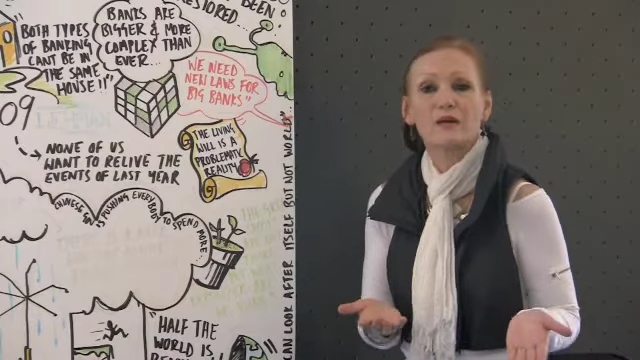 BEEN
RESTORED...
BANKS ARE
BIGGER & MORE
COMPLEX THAN
EVER...
BOTH TYPES
OF BANKING
CAN'T BE IN
THE SAME
HOUSE!!"
WE NEED
NEW LAWS FOR
BIG BANKS"
09
THE LIVING
WILL IS A
PROBLEMATIC
REALITY
NONE OF US
WANT TO RELIVE THE
EVENTS OF LAST YEAR
CHINESE
IS PUSHING EVERYBODY TO SPEND MORE...
"HALF THE
WORLD IS
CAN LOOK AFTER ITSELF BUT NOT WORLD"